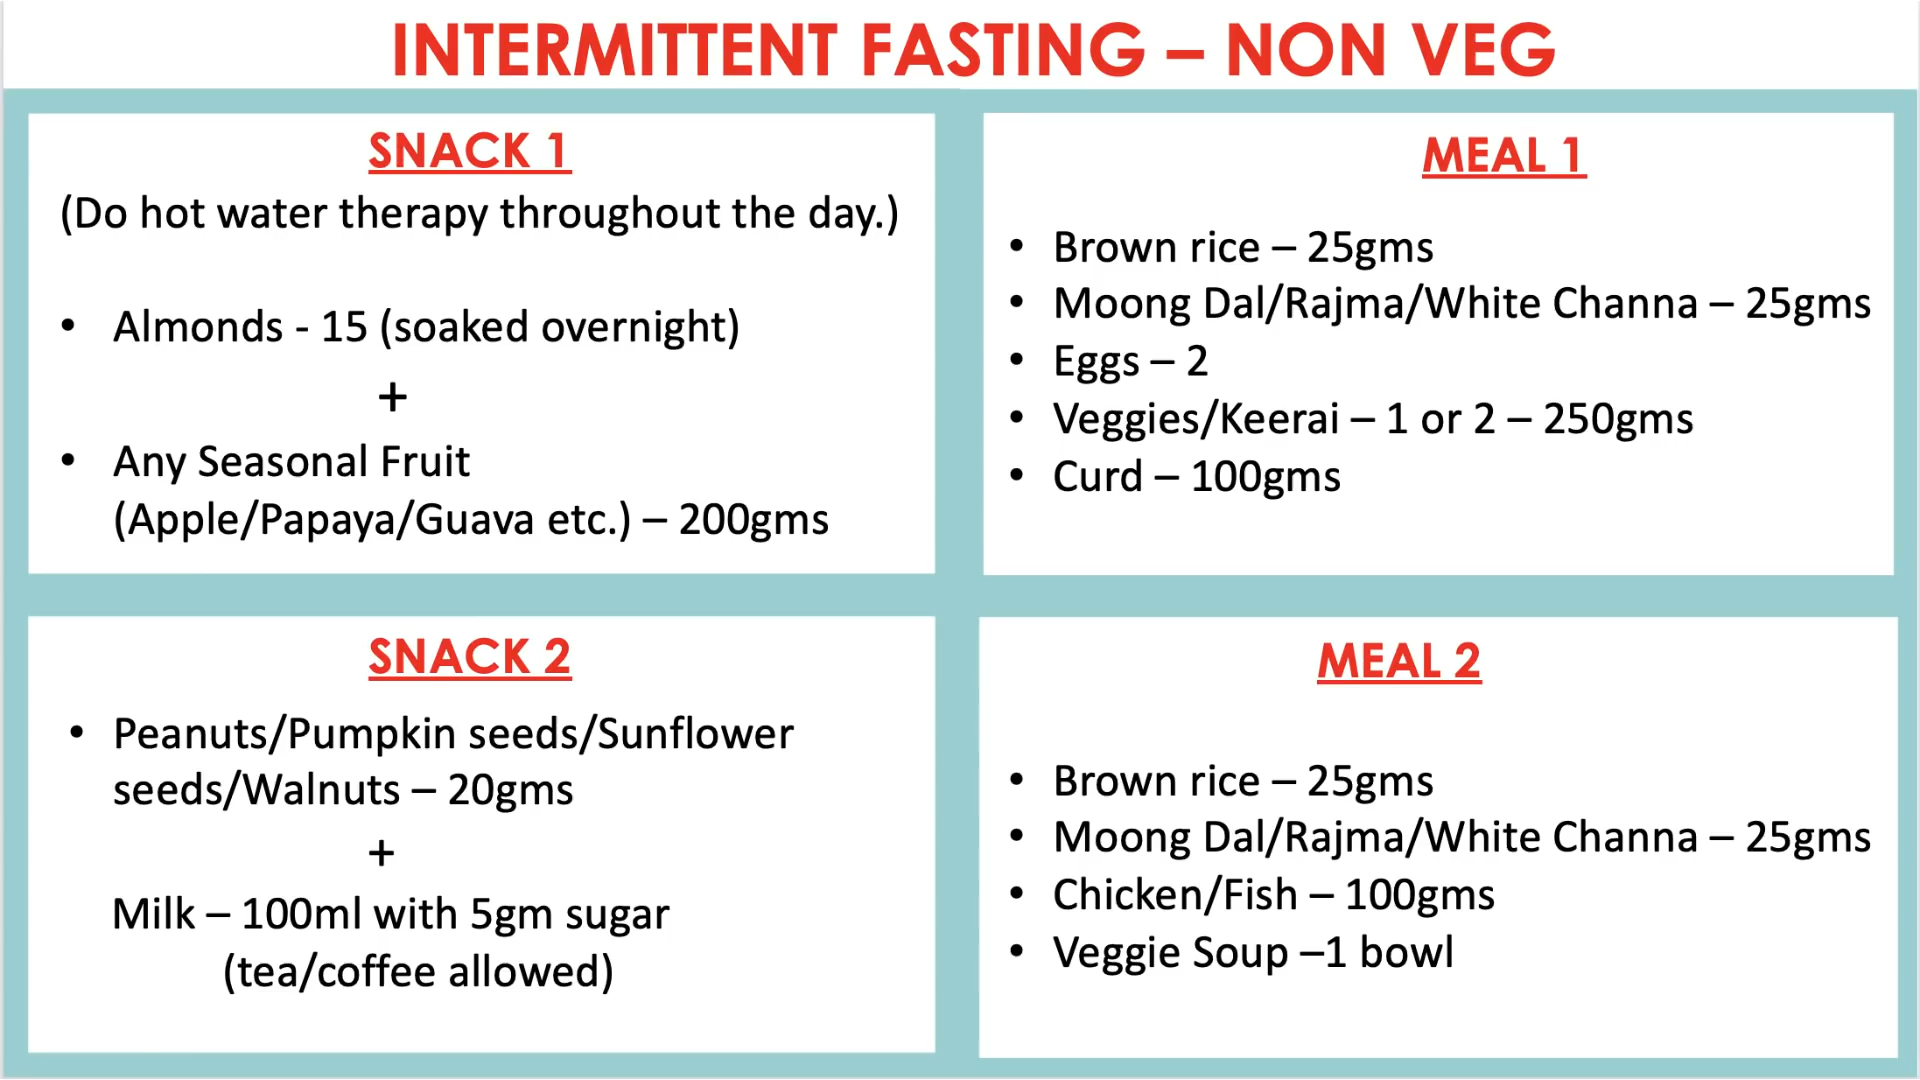 INTERMITTENT FASTING – NON VEG
SNACK 1
(Do hot water therapy throughout the day.)
• Almonds - 15 (soaked overnight)
+
• Any Seasonal Fruit
(Apple/Papaya/Guava etc.) – 200gms
MEAL 1
• Brown rice – 25gms
• Moong Dal/Rajma/White Channa – 25gms
• Eggs – 2
• Veggies/Keerai – 1 or 2 – 250gms
• Curd – 100gms
SNACK 2
• Peanuts/Pumpkin seeds/Sunflower
seeds/Walnuts – 20gms
+
Milk – 100ml with 5gm sugar
(tea/coffee allowed)
MEAL 2
• Brown rice – 25gms
• Moong Dal/Rajma/White Channa – 25gms
• Chicken/Fish – 100gms
• Veggie Soup –1 bowl